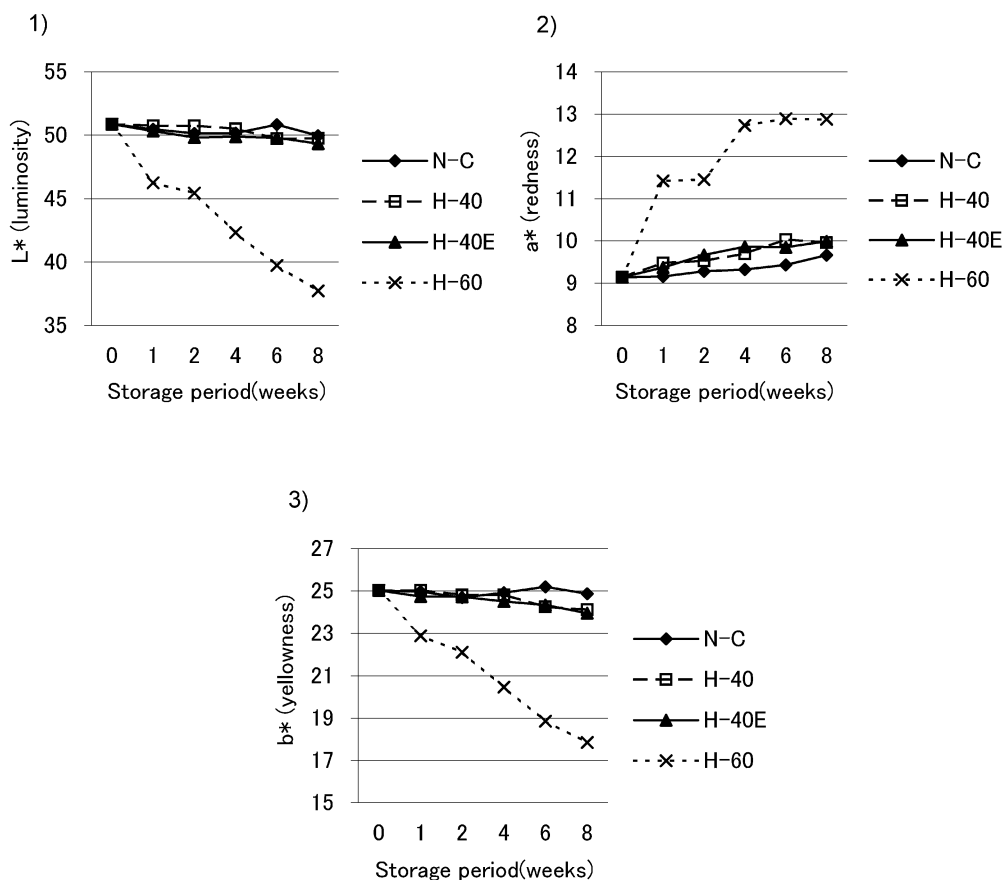 1)
L* (luminosity)
55
50
45
40
35
0 1 2 4 6 8
Storage period(weeks)
N-C
H-40
H-40E
H-60
2)
a* (redness)
14
13
12
11
10
9
8
0 1 2 4 6 8
Storage period(weeks)
N-C
H-40
H-40E
H-60
3)
b* (yellowness)
27
25
23
21
19
17
15
0 1 2 4 6 8
Storage period(weeks)
N-C
H-40
H-40E
H-60